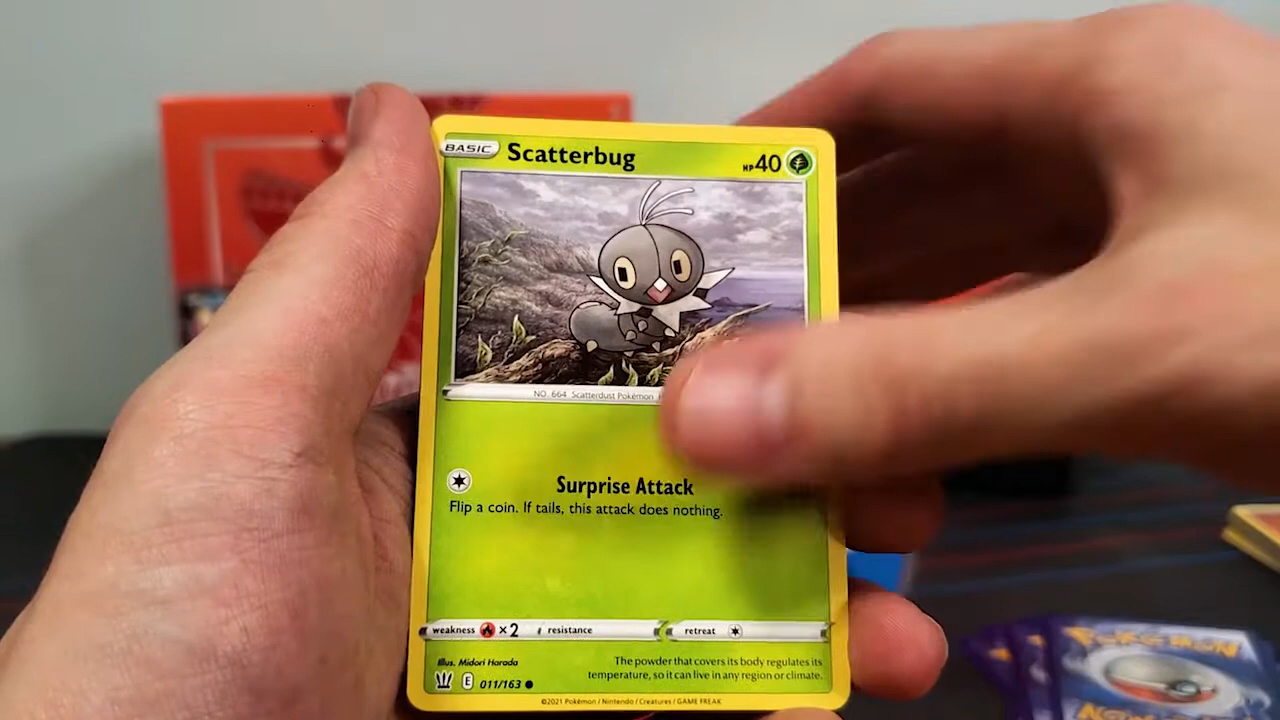 BASIC Scatterbug HP40
NO. 664 Scatterdust Pokémon
Surprise Attack
Flip a coin. If tails, this attack does nothing.
weakness ×2 resistance retreat
Illus. Midori Harada
The powder that covers its body regulates its
temperature, so it can live in any region or climate.
E 011/163
©2021 Pokémon / Nintendo / Creatures / GAME FREAK
POKÉMON